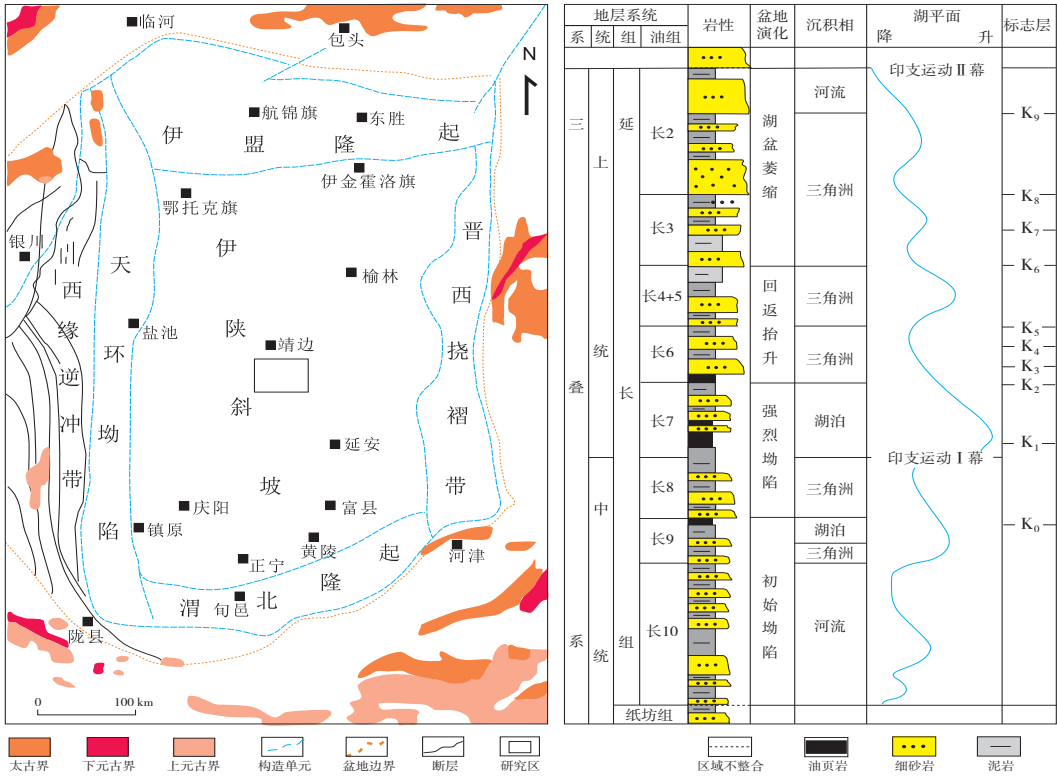 临河
包头
N
航锦旗
东胜
伊盟隆起
伊金霍洛旗
鄂托克旗
银川
西缘逆冲带
天环坳陷
伊陕斜坡
晋西挠褶带
榆林
盐池
靖边
延安
庆阳
富县
镇原
黄陵
河津
正宁
旬邑
渭北隆起
陇县
0 100 km
太古界
下元古界
上元古界
构造单元
盆地边界
断层
研究区
地层系统
系
统
组
油组
岩性
盆地演化
沉积相
湖平面
降 升
标志层
三叠系
上统
中统
延长组
纸坊组
长2
长3
长4+5
长6
长7
长8
长9
长10
湖盆萎缩
回返抬升
强烈坳陷
初始坳陷
河流
三角洲
三角洲
三角洲
湖泊
三角洲
湖泊
三角洲
河流
印支运动Ⅱ幕
印支运动Ⅰ幕
K9
K8
K7
K6
K5
K4
K3
K2
K1
K0
区域不整合
油页岩
细砂岩
泥岩